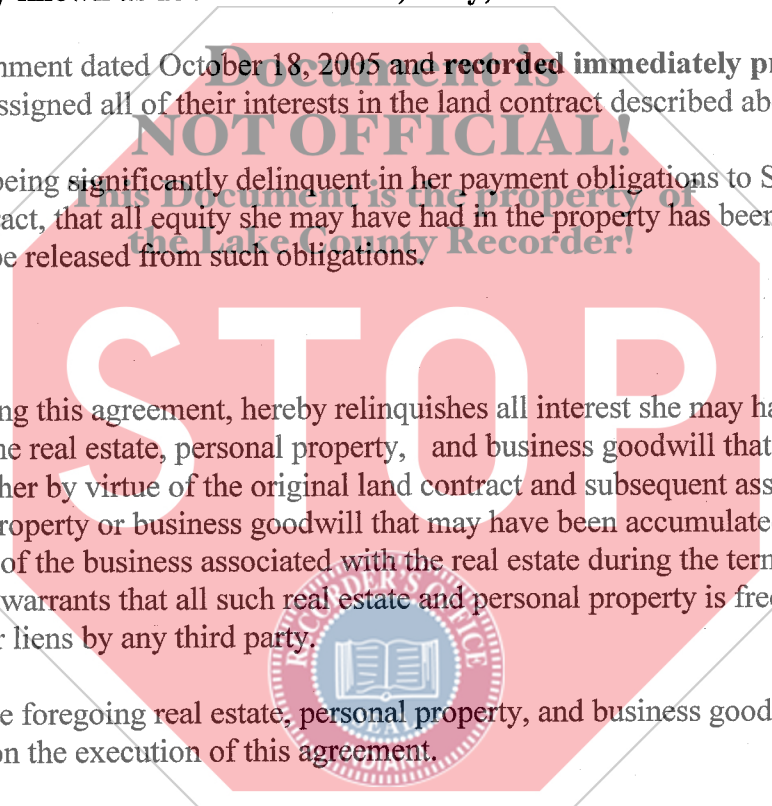 nment dated October 18, 2005 and recorded immediately pr
Document is
ssigned all of their interests in the land contract described ab
NOT OFFICIAL!
being significantly delinquent in her payment obligations to S
This Document is the property of
act, that all equity she may have had in the property has been
the Lake County Recorder!
be released from such obligations.
STOP
ng this agreement, hereby relinquishes all interest she may ha
he real estate, personal property, and business goodwill that
her by virtue of the original land contract and subsequent ass
roperty or business goodwill that may have been accumulate
of the business associated with the real estate during the term
warrants that all such real estate and personal property is free
r liens by any third party.
RECORDER'S OFFICE
SEAL
INDIANA
e foregoing real estate, personal property, and business good
on the execution of this agreement.